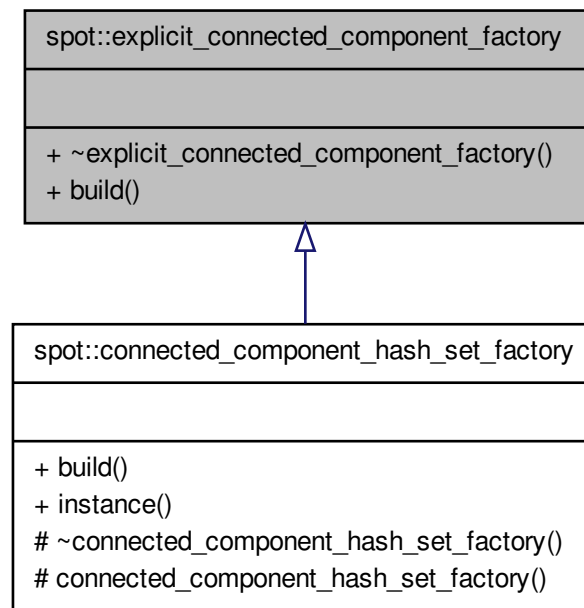 spot::explicit_connected_component_factory
+ ~explicit_connected_component_factory()
+ build()
spot::connected_component_hash_set_factory
+ build()
+ instance()
# ~connected_component_hash_set_factory()
# connected_component_hash_set_factory()